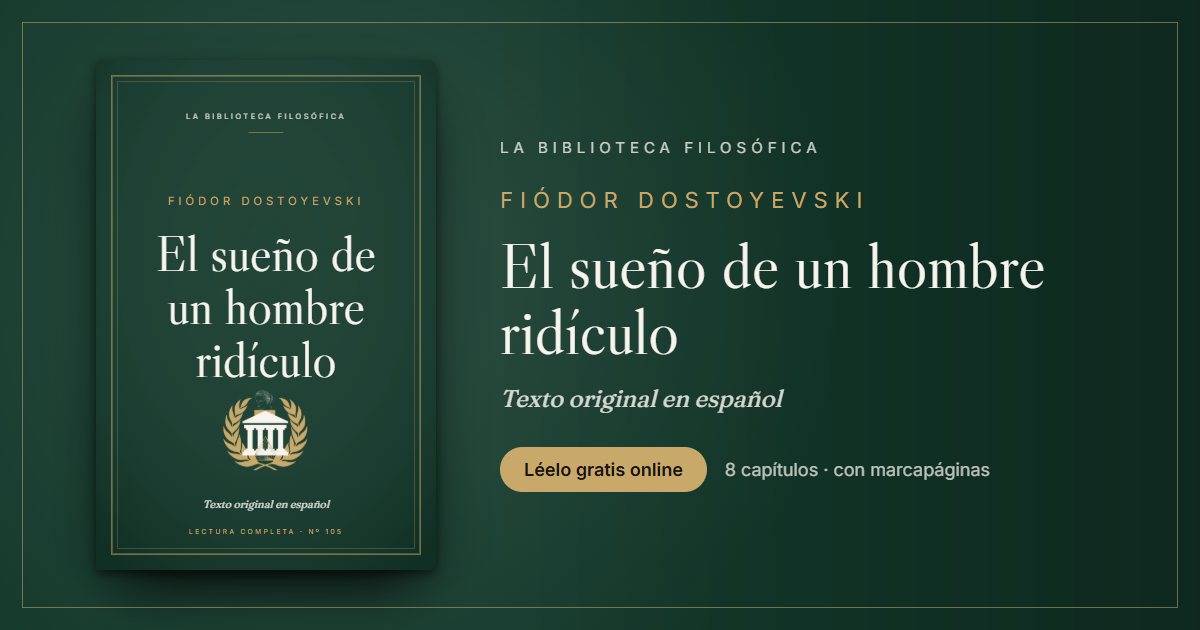 LA BIBLIOTECA FILOSÓFICA
FIÓDOR DOSTOYEVSKI
El sueño de
un hombre
ridículo
Texto original en español
LECTURA COMPLETA · Nº 105
LA BIBLIOTECA FILOSÓFICA
FIÓDOR DOSTOYEVSKI
El sueño de un hombre
ridículo
Texto original en español
Léelo gratis online
8 capítulos · con marcapáginas